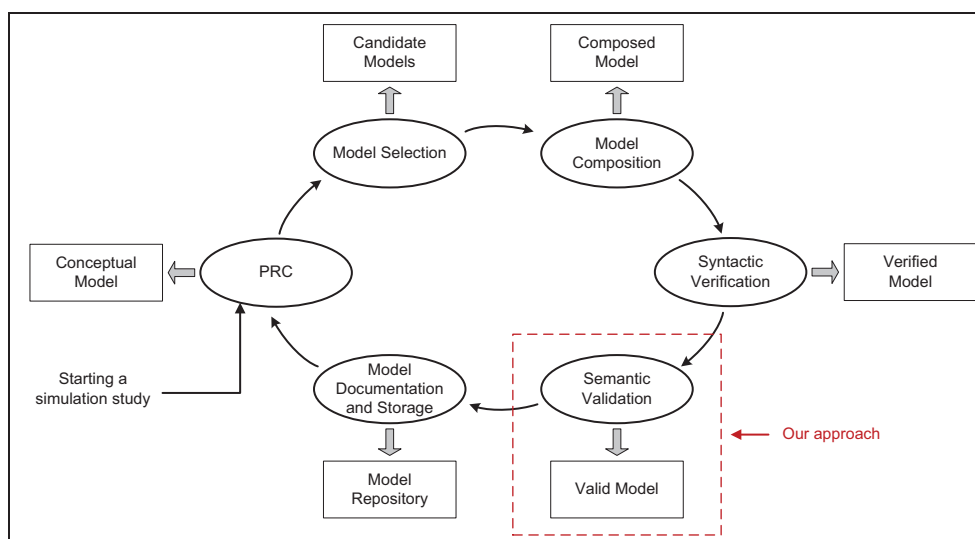 Candidate
Models
Composed
Model
Model Selection
Model
Composition
Conceptual
Model
PRC
Syntactic
Verification
Verified
Model
Starting a
simulation study
Model
Documentation
and Storage
Semantic
Validation
Our approach
Model
Repository
Valid Model